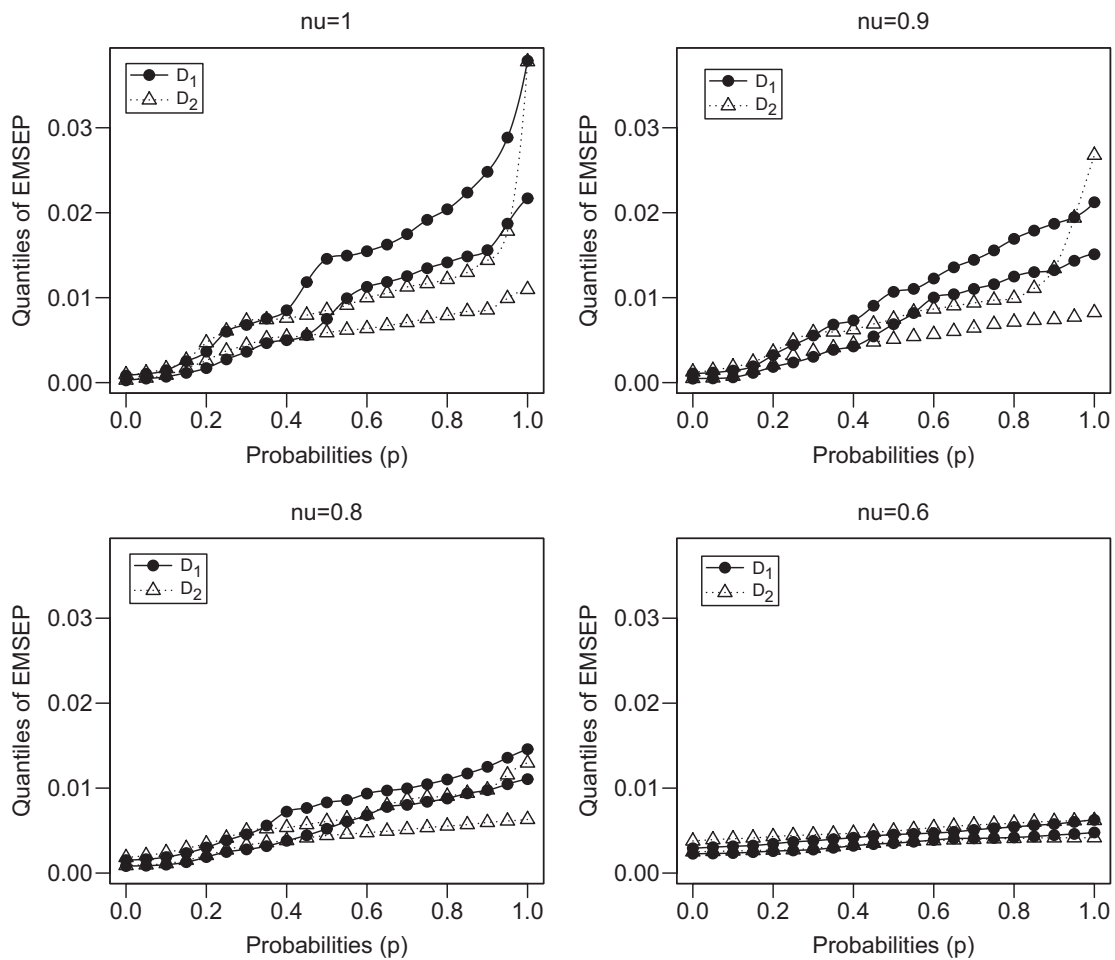 nu=1
D1
D2
Quantiles of EMSEP
0.03
0.02
0.01
0.00
0.0 0.2 0.4 0.6 0.8 1.0
Probabilities (p)
nu=0.9
D1
D2
Quantiles of EMSEP
0.03
0.02
0.01
0.00
0.0 0.2 0.4 0.6 0.8 1.0
Probabilities (p)
nu=0.8
D1
D2
Quantiles of EMSEP
0.03
0.02
0.01
0.00
0.0 0.2 0.4 0.6 0.8 1.0
Probabilities (p)
nu=0.6
D1
D2
Quantiles of EMSEP
0.03
0.02
0.01
0.00
0.0 0.2 0.4 0.6 0.8 1.0
Probabilities (p)